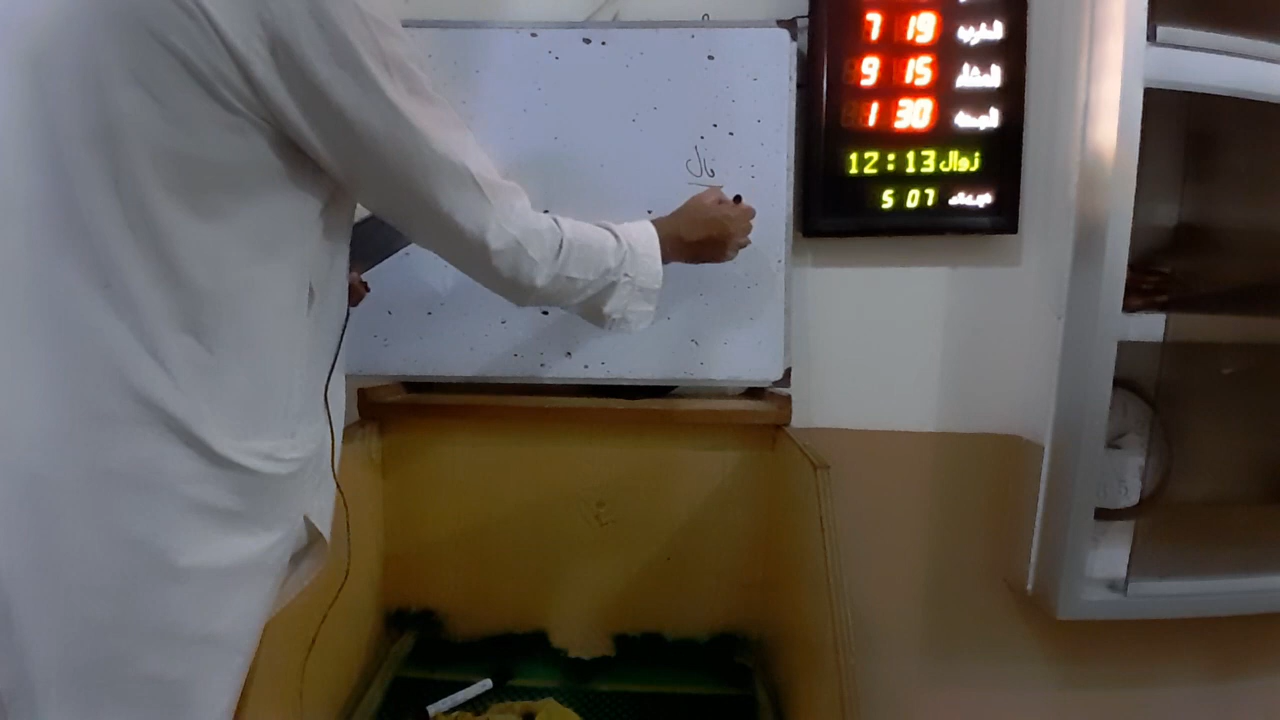 7 19 المغرب
9 15 العشاء
1 30 الجمعة
12:13 زوال
5 07
قال